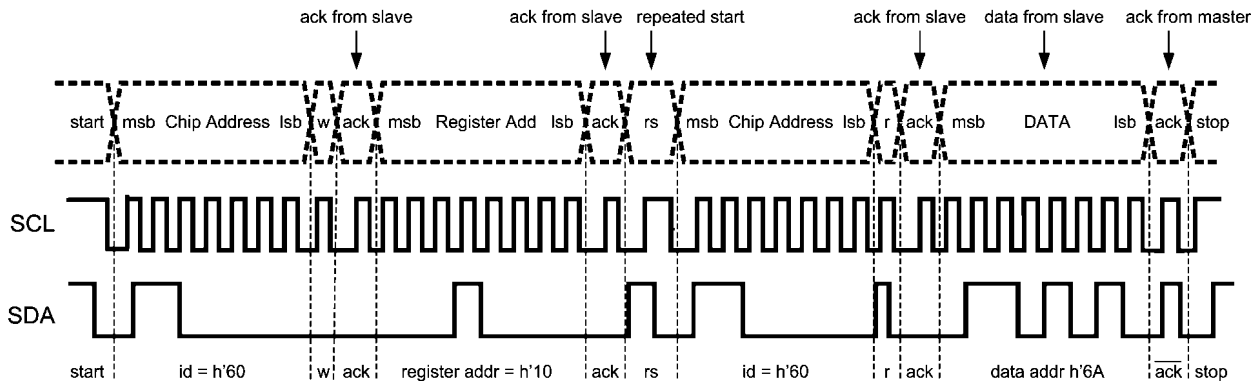 ack from slave ack from slave repeated start ack from slave data from slave ack from master
start msb Chip Address lsb w ack msb Register Add lsb ack rs msb Chip Address lsb r ack msb DATA lsb ack stop
SCL
SDA
start id = h'60 w ack register addr = h'10 ack rs id = h'60 r ack data addr h'6A ack stop